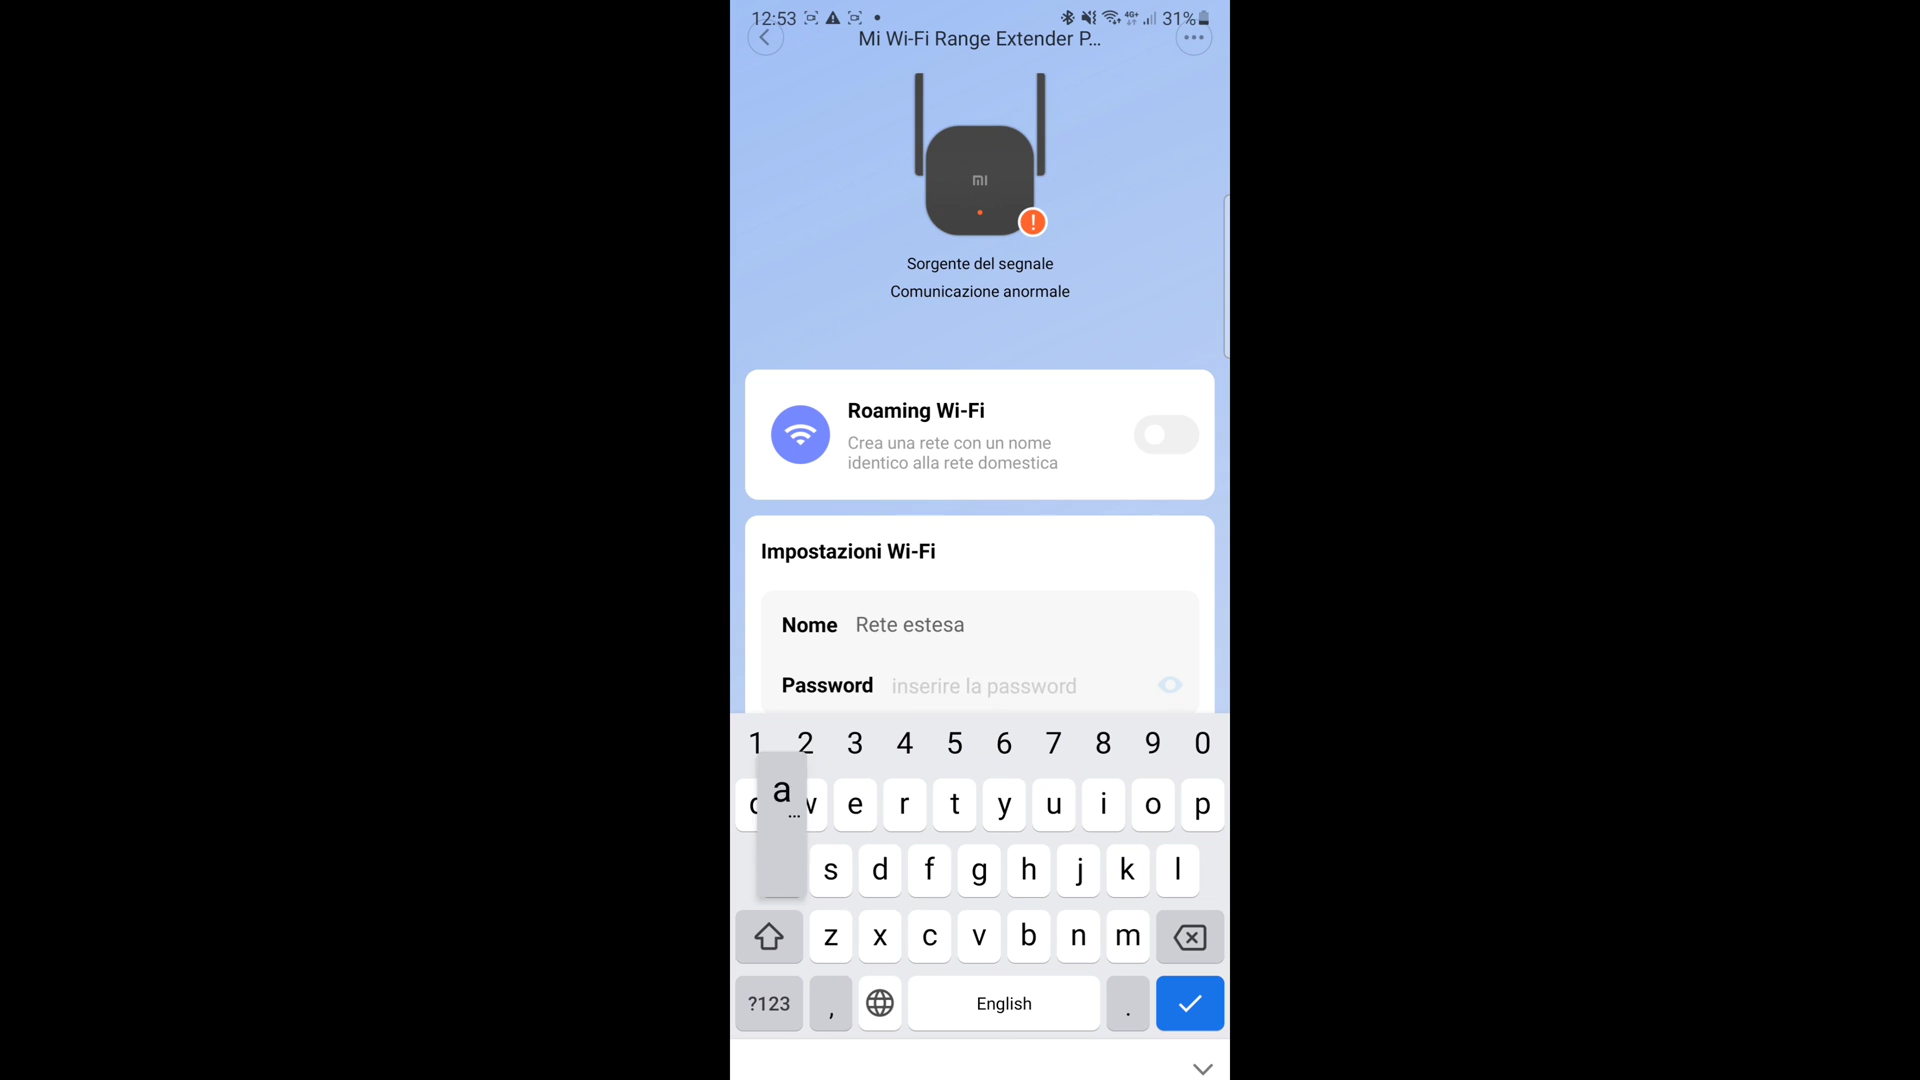 12:53 4G+ 31%
Mi Wi-Fi Range Extender P...
mi
Sorgente del segnale
Comunicazione anormale
Roaming Wi-Fi
Crea una rete con un nome
identico alla rete domestica
Impostazioni Wi-Fi
Nome Rete estesa
Password inserire la password
1 2 3 4 5 6 7 8 9 0
a ...
q w e r t y u i o p
s d f g h j k l
z x c v b n m
?123 , English .